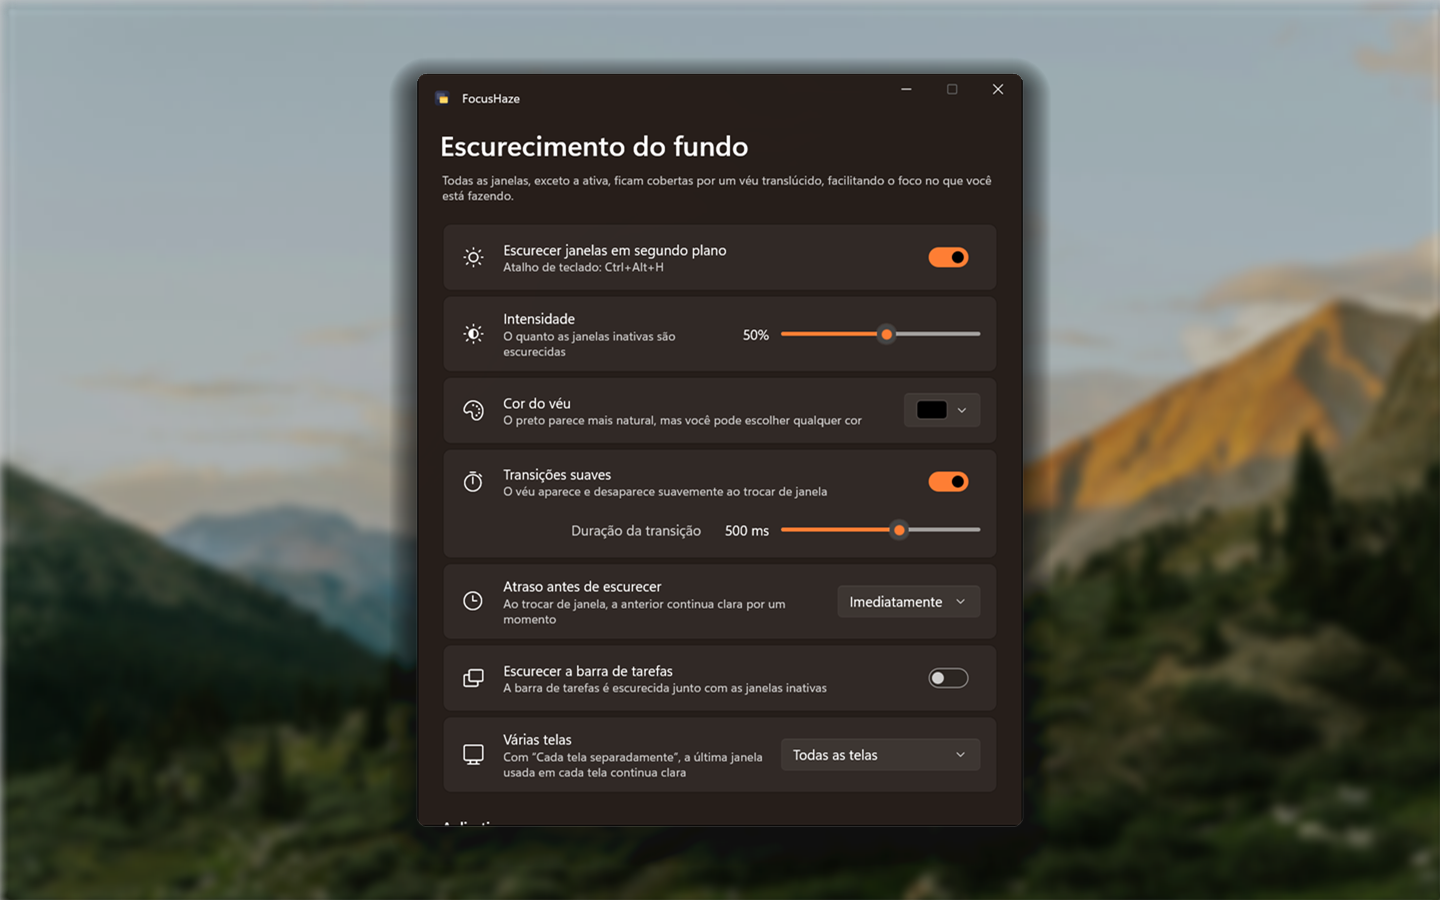 FocusHaze
Escurecimento do fundo
Todas as janelas, exceto a ativa, ficam cobertas por um véu translúcido, facilitando o foco no que você
está fazendo.
Escurecer janelas em segundo plano
Atalho de teclado: Ctrl+Alt+H
Intensidade
O quanto as janelas inativas são
escurecidas
50%
Cor do véu
O preto parece mais natural, mas você pode escolher qualquer cor
Transições suaves
O véu aparece e desaparece suavemente ao trocar de janela
Duração da transição 500 ms
Atraso antes de escurecer
Ao trocar de janela, a anterior continua clara por um
momento
Imediatamente
Escurecer a barra de tarefas
A barra de tarefas é escurecida junto com as janelas inativas
Várias telas
Com “Cada tela separadamente”, a última janela
usada em cada tela continua clara
Todas as telas